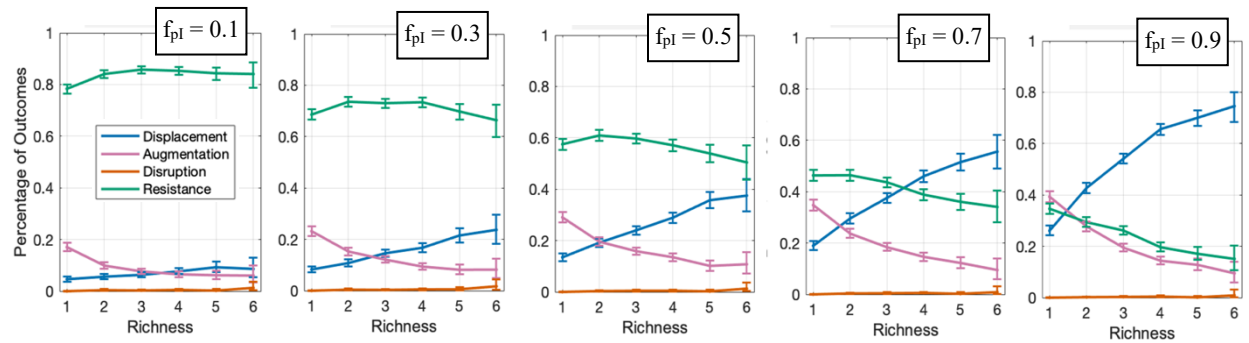 f_pI = 0.1
f_pI = 0.3
f_pI = 0.5
f_pI = 0.7
f_pI = 0.9
Percentage of Outcomes
1
0.8
0.6
0.4
0.2
0
Displacement
Augmentation
Disruption
Resistance
1 2 3 4 5 6
Richness
1
0.8
0.6
0.4
0.2
0
1 2 3 4 5 6
Richness
1
0.8
0.6
0.4
0.2
0
1 2 3 4 5 6
Richness
1
0.8
0.6
0.4
0.2
0
1 2 3 4 5 6
Richness
1
0.8
0.6
0.4
0.2
0
1 2 3 4 5 6
Richness